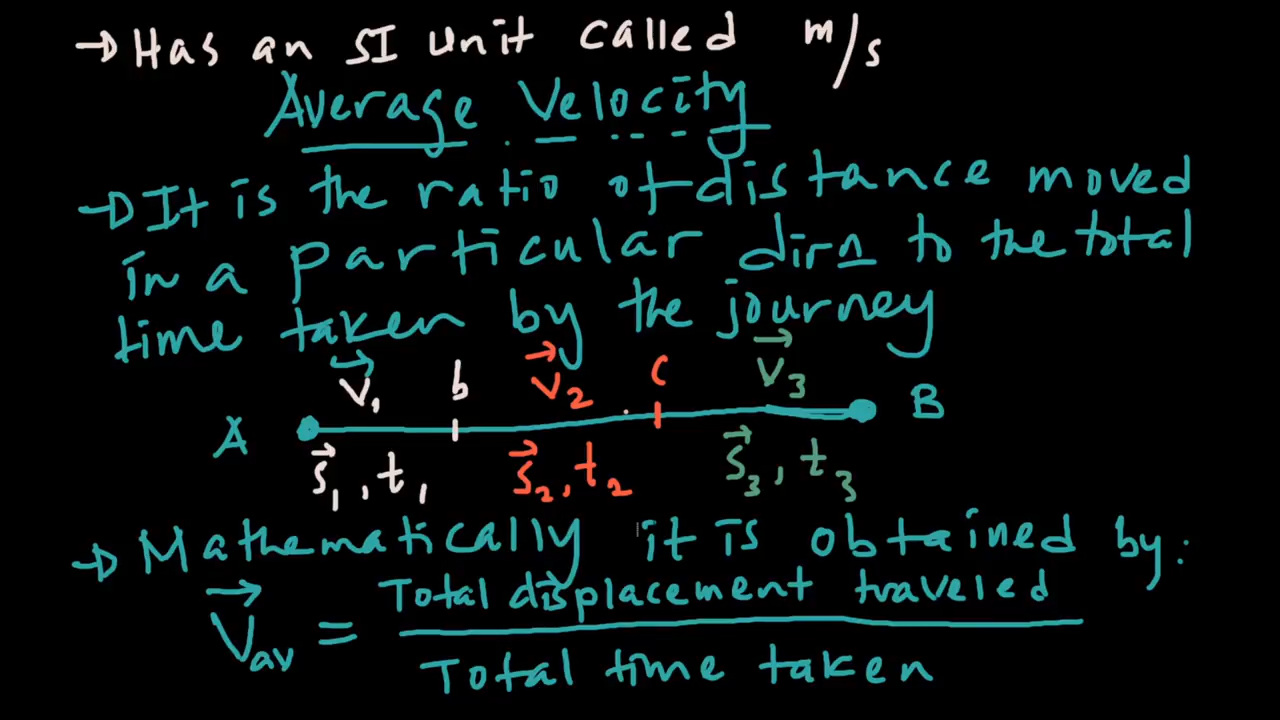 → Has an SI unit called m/s
Average Velocity
→ It is the ratio of distance moved
in a particular dirn to the total
time taken by the journey
V⃗₁ b V⃗₂ c V⃗₃
A B
S⃗₁, t₁ S⃗₂, t₂ S⃗₃, t₃
→ Mathematically it is obtained by:
V⃗av = Total displacement traveled
Total time taken